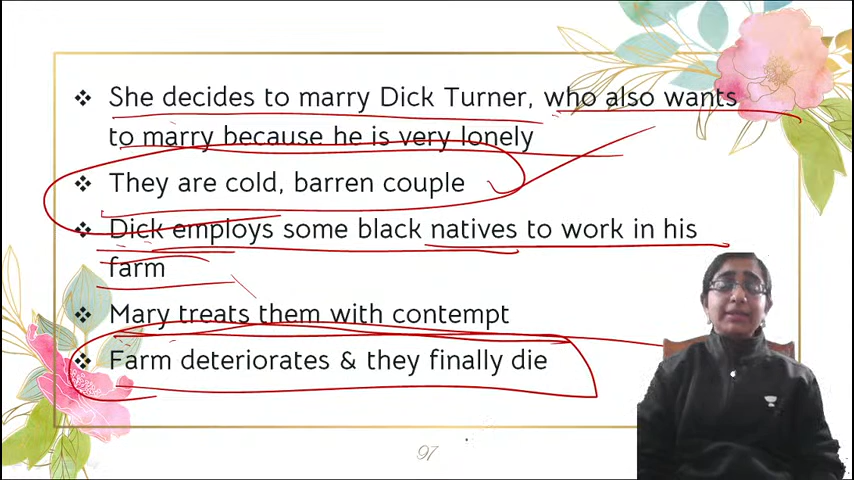 ❖ She decides to marry Dick Turner, who also wants
to marry because he is very lonely
❖ They are cold, barren couple
❖ Dick employs some black natives to work in his
farm
❖ Mary treats them with contempt
❖ Farm deteriorates & they finally die
97